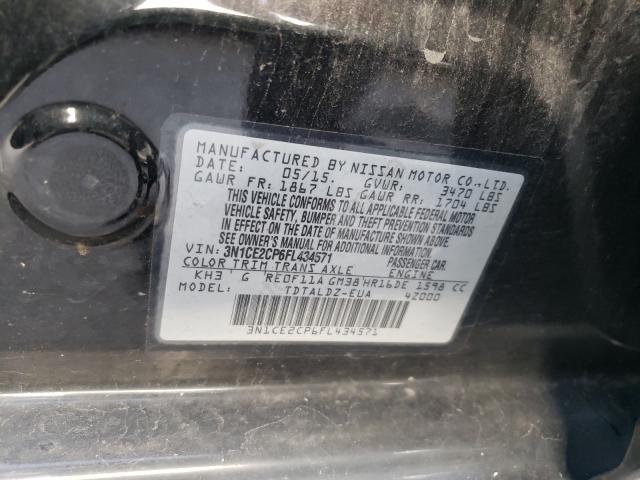 MANUFACTURED BY NISSAN MOTOR CO.,LTD.
DATE: 05/15. GVWR: 3470 LBS
GAWR FR: 1867 LBS GAWR RR: 1704 LBS
THIS VEHICLE CONFORMS TO ALL APPLICABLE FEDERAL MOTOR
VEHICLE SAFETY, BUMPER AND THEFT PREVENTION STANDARDS
IN EFFECT ON THE DATE OF MANUFACTURE SHOWN ABOVE.
SEE OWNER'S MANUAL FOR ADDITIONAL INFORMATION.
VIN: 3N1CE2CP6FL434571 PASSENGER CAR
COLOR TRIM TRANS AXLE ENGINE
KH3 G RE0F11A GM38 HR16DE 1598 CC
MODEL: TDTALDZ-EUA 42000
3N1CE2CP6FL434571